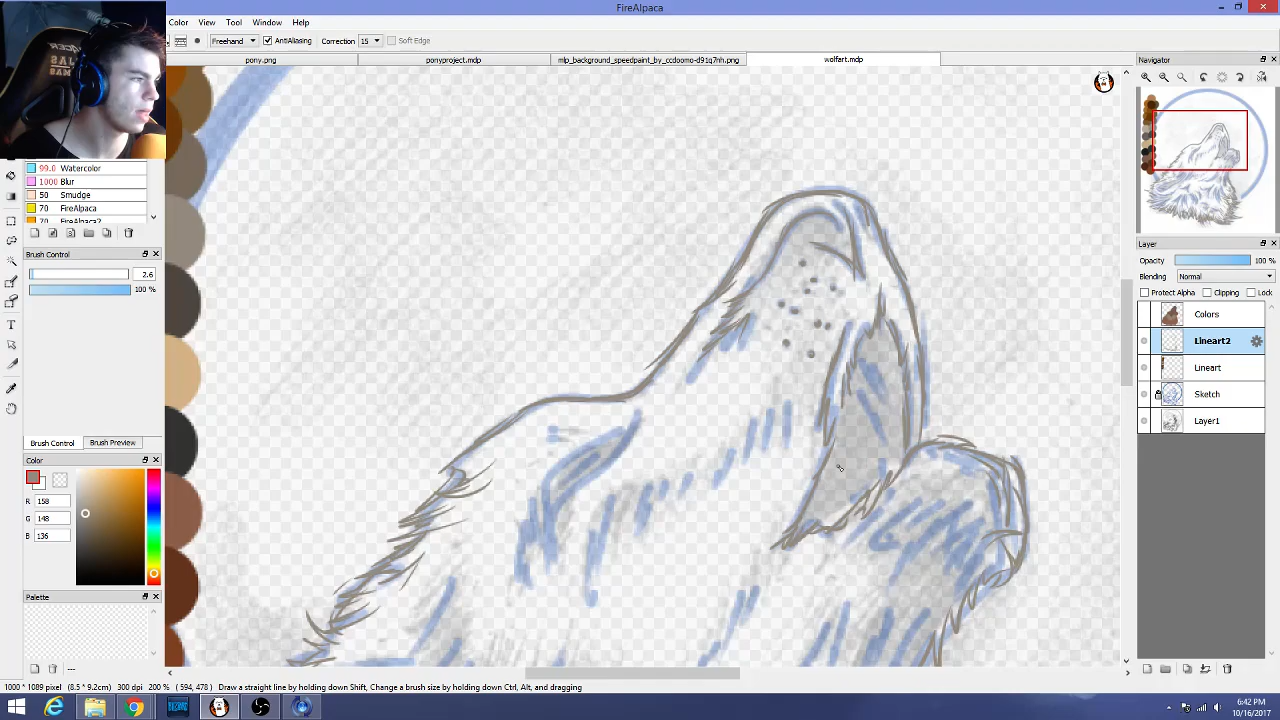 FireAlpaca
Color View Tool Window Help
Freehand AntiAliasing Correction 15 Soft Edge
pony.png ponyproject.mdp mlp_background_speedpaint_by_ccdoomo-d91q7nh.png wolfart.mdp
Navigator
99.0 Watercolor
1000 Blur
50 Smudge
70 FireAlpaca
70 FireAlpaca2
Brush Control
2.6
100 %
Layer
Opacity 100 %
Blending Normal
Protect Alpha Clipping Lock
Colors
Lineart2
Lineart
Sketch
Layer1
Brush Control Brush Preview
Color
R 158
G 148
B 136
Palette
---
1000 * 1089 pixel (8.5 * 9.2cm) 300 dpi 200 % ( 594, 478 ) Draw a straight line by holding down Shift, Change a brush size by holding down Ctrl, Alt, and dragging
6:42 PM
10/16/2017